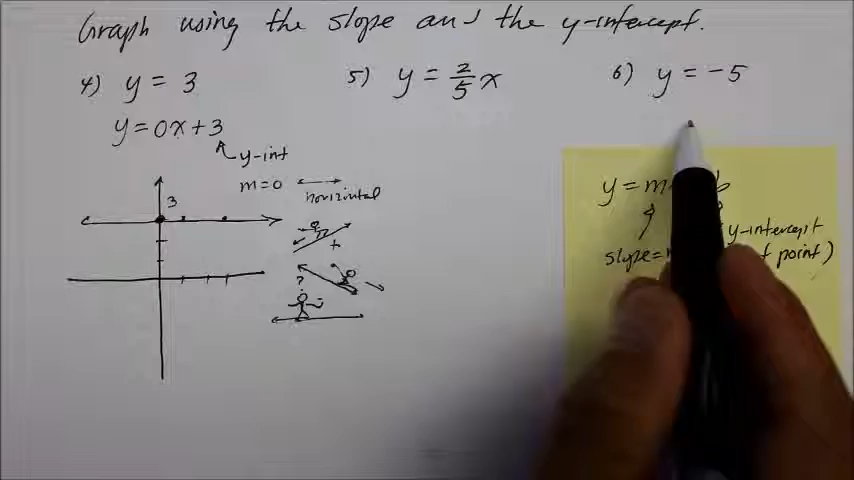 Graph using the slope and the y-intercept.
4) y = 3
y = 0x + 3
y-int
m = 0
horizontal
3
+
?
5) y = 2/5 x
6) y = -5
y = m
b
slope =
y-intercept
point)